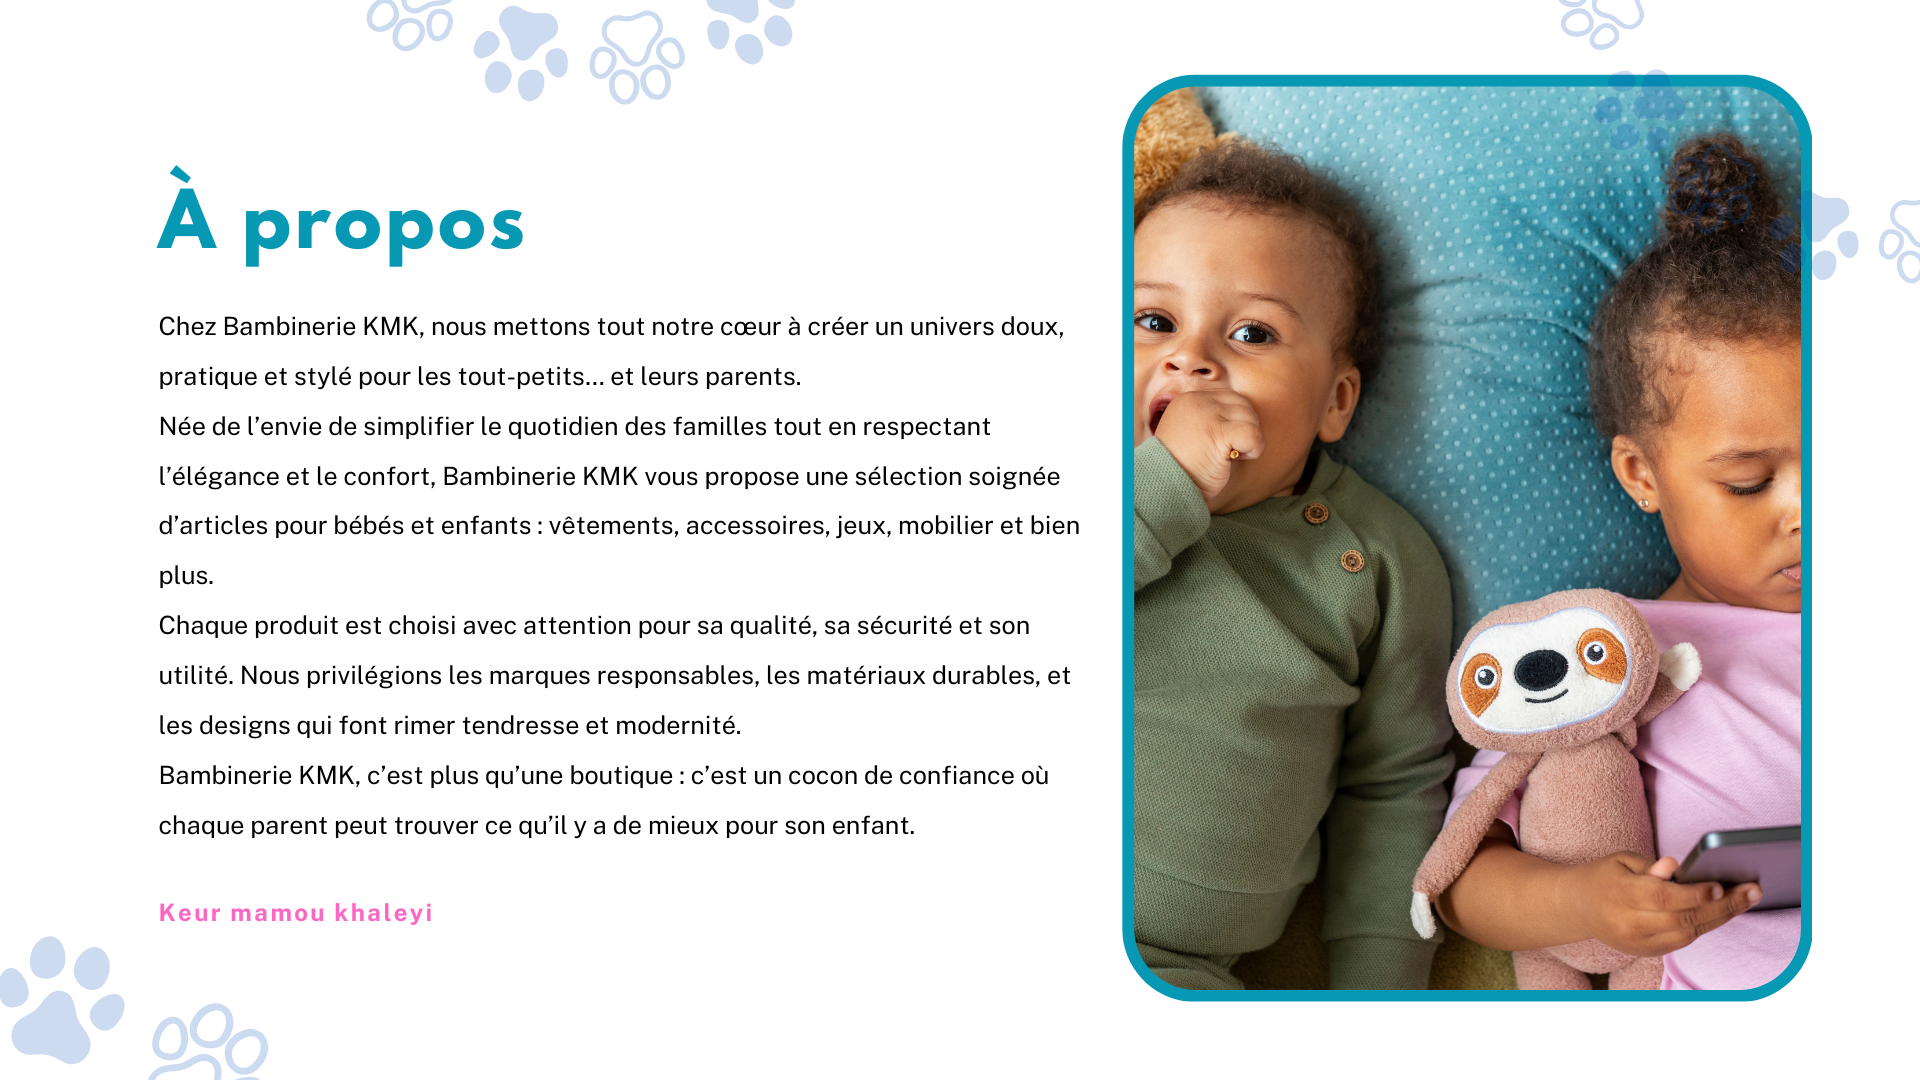 À propos
Chez Bambinerie KMK, nous mettons tout notre cœur à créer un univers doux,
pratique et stylé pour les tout-petits… et leurs parents.
Née de l’envie de simplifier le quotidien des familles tout en respectant
l’élégance et le confort, Bambinerie KMK vous propose une sélection soignée
d’articles pour bébés et enfants : vêtements, accessoires, jeux, mobilier et bien
plus.
Chaque produit est choisi avec attention pour sa qualité, sa sécurité et son
utilité. Nous privilégions les marques responsables, les matériaux durables, et
les designs qui font rimer tendresse et modernité.
Bambinerie KMK, c’est plus qu’une boutique : c’est un cocon de confiance où
chaque parent peut trouver ce qu’il y a de mieux pour son enfant.
Keur mamou khaleyi